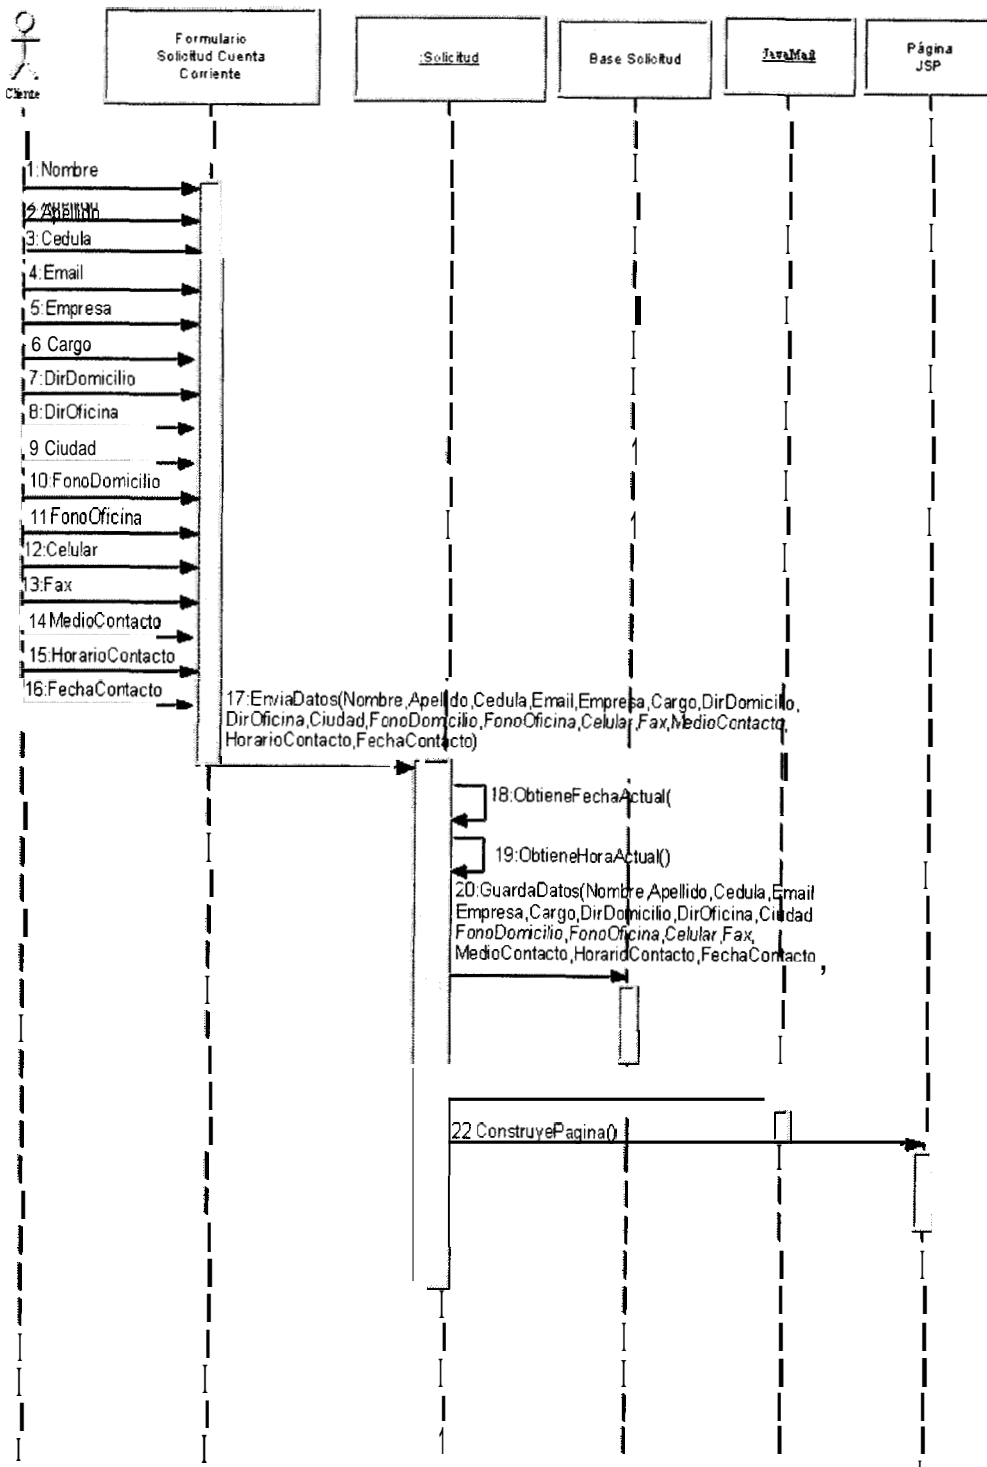 Formulario
Solicitud Cuenta
Corriente
:Solicitud
Base Solicitud
JavaMail
Página
JSP
Cliente
1:Nombre
2:Apellido
3:Cedula
4:Email
5:Empresa
6 Cargo
7:DirDomicilio
8:DirOficina
9 Ciudad
10:FonoDomicilio
11 FonoOficina
12:Celular
13:Fax
14 MedioContacto
15:HorarioContacto
16:FechaContacto
17:EnviaDatos(Nombre,Apellido,Cedula,Email,Empresa,Cargo,DirDomicilio,
DirOficina,Ciudad,FonoDomicilio,FonoOficina,Celular,Fax,MedioContacto,
HorarioContacto,FechaContacto)
18:ObtieneFechaActual(
19:ObtieneHoraActual()
20:GuardaDatos(Nombre,Apellido,Cedula,Email
Empresa,Cargo,DirDomicilio,DirOficina,Ciudad
FonoDomicilio,FonoOficina,Celular,Fax,
MedioContacto,HorarioContacto,FechaContacto ,
22 ConstruyePagina()